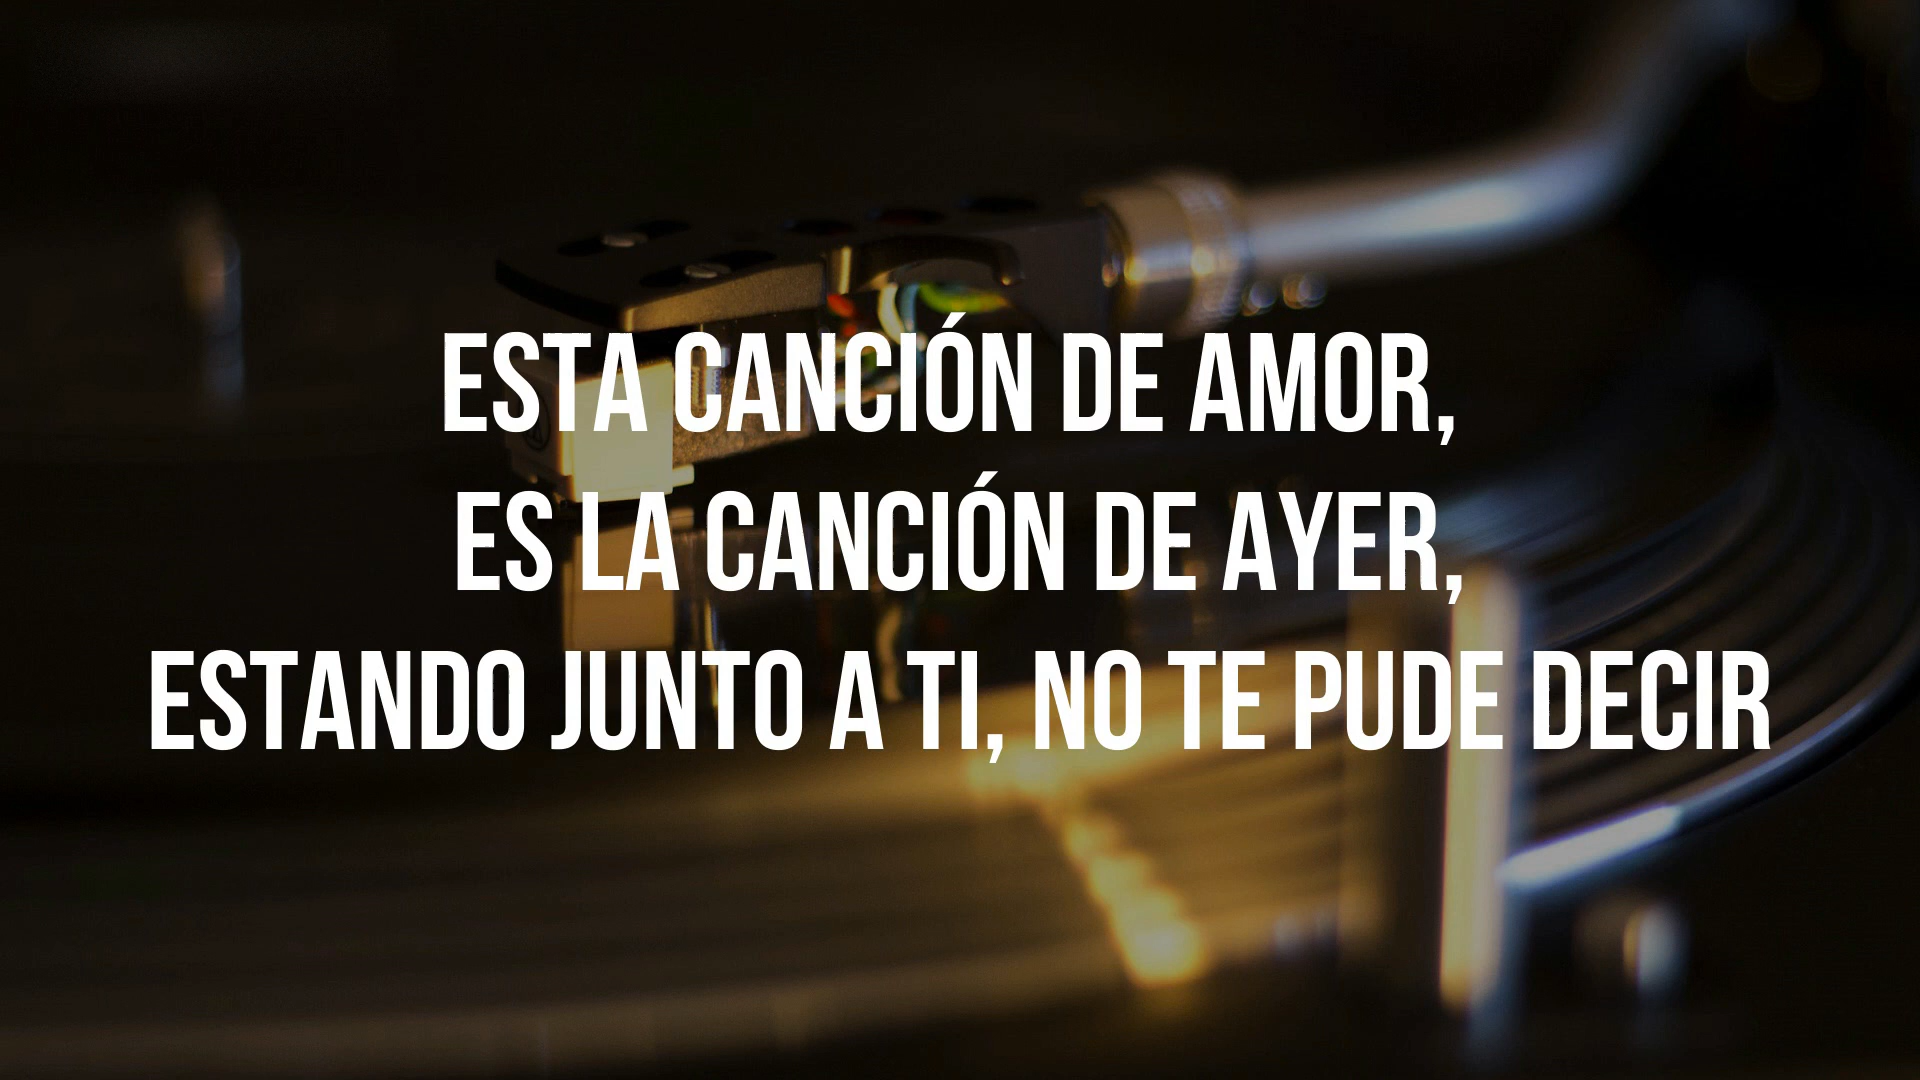 ESTA CANCIÓN DE AMOR,
ES LA CANCIÓN DE AYER,
ESTANDO JUNTO A TI, NO TE PUDE DECIR